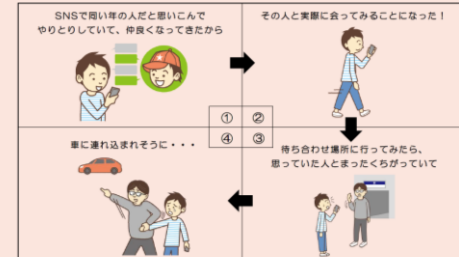 SNSで同い年の人だと思いこんで
やりとりしていて、仲良くなってきたから
その人と実際に会ってみることになった!
① ②
④ ③
待ち合わせ場所に行ってみたら、
思っていた人とまったくちがっていて
車に連れ込まれそうに・・・